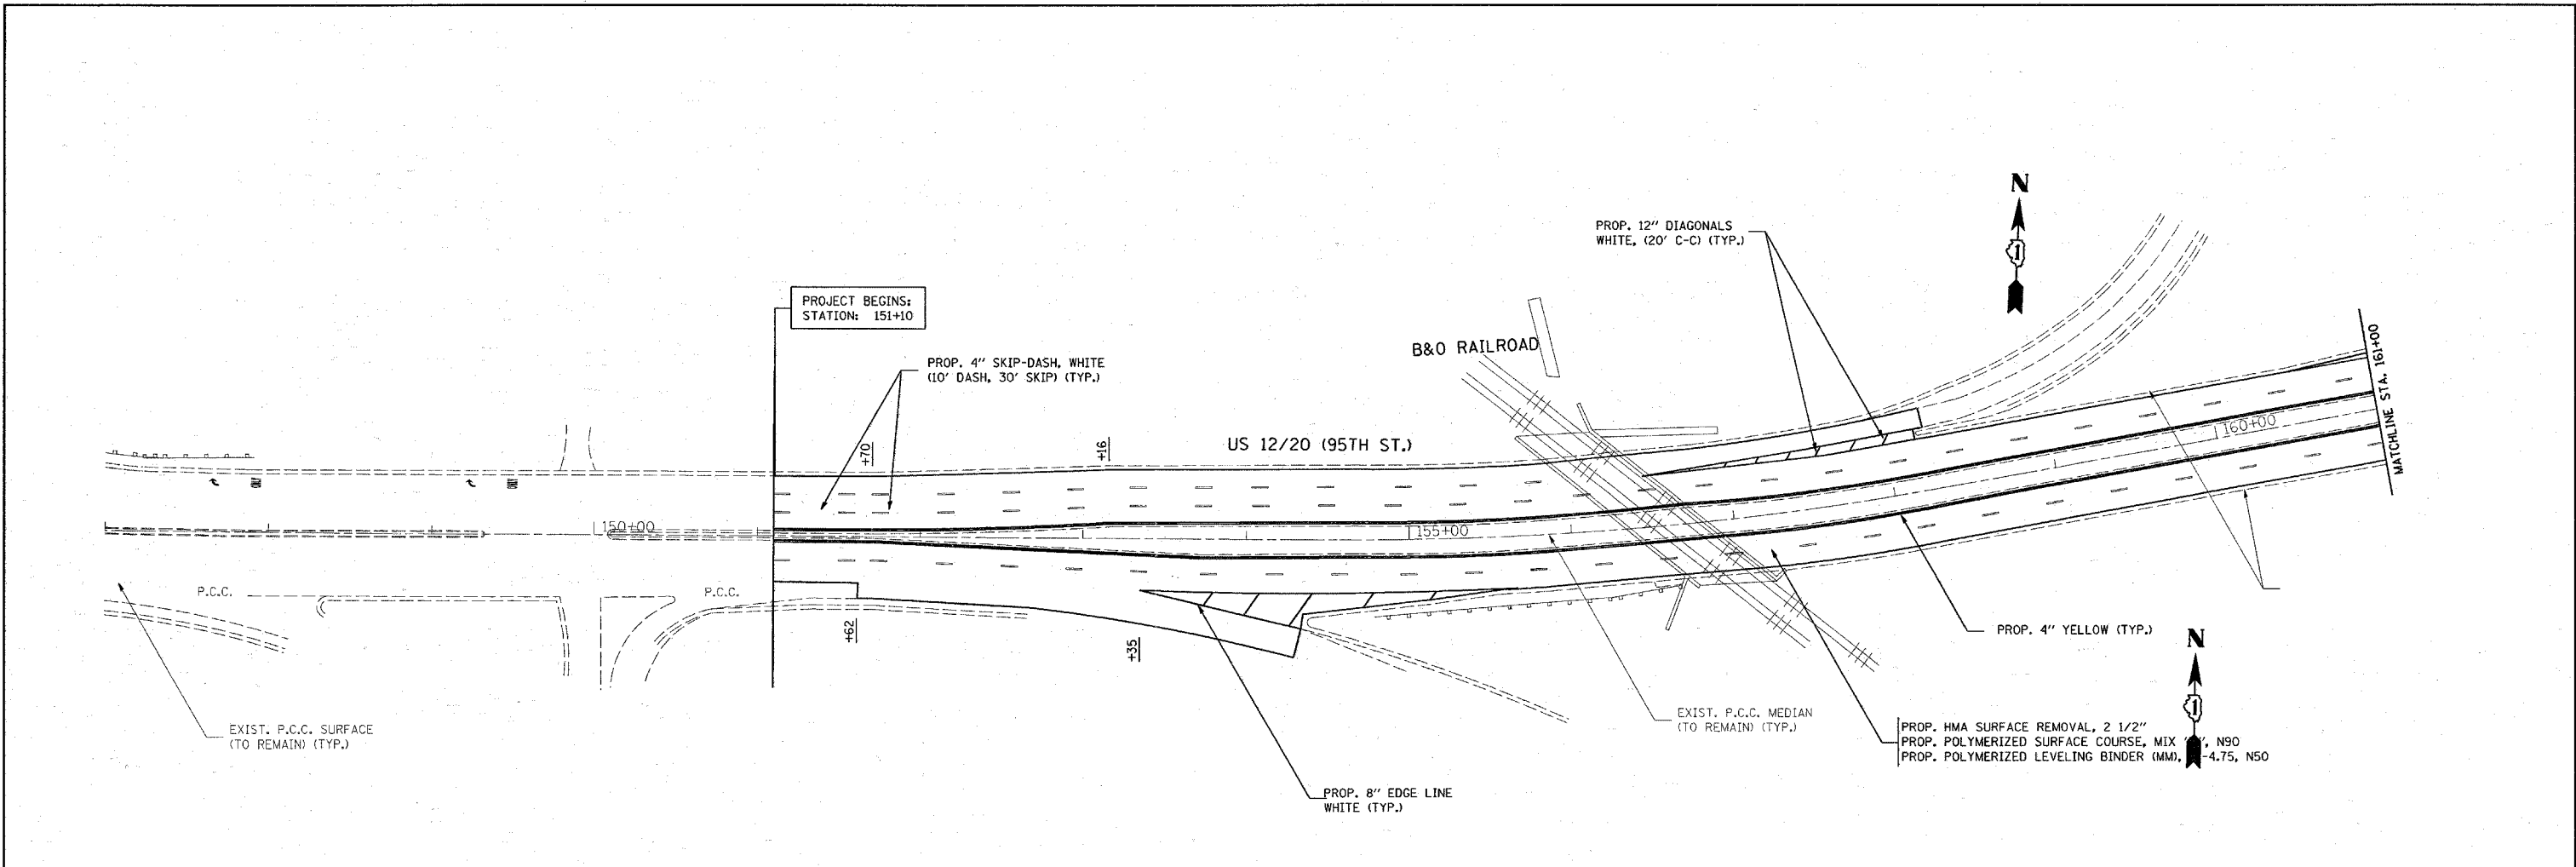 N
PROP. 12" DIAGONALS
WHITE, (20' C-C) (TYP.)
PROJECT BEGINS:
STATION: 151+10
B&O RAILROAD
PROP. 4" SKIP-DASH, WHITE
(10' DASH, 30' SKIP) (TYP.)
MATCHLINE STA. 161+00
+70
+16
US 12/20 (95TH ST.)
160+00
ONLY
ONLY
150+00
155+00
P.C.C.
P.C.C.
+62
+35
PROP. 4" YELLOW (TYP.)
N
EXIST. P.C.C. SURFACE
(TO REMAIN) (TYP.)
EXIST. P.C.C. MEDIAN
(TO REMAIN) (TYP.)
PROP. HMA SURFACE REMOVAL, 2 1/2"
PROP. POLYMERIZED SURFACE COURSE, MIX N90
PROP. POLYMERIZED LEVELING BINDER (MM), -4.75, N50
PROP. 8" EDGE LINE
WHITE (TYP.)